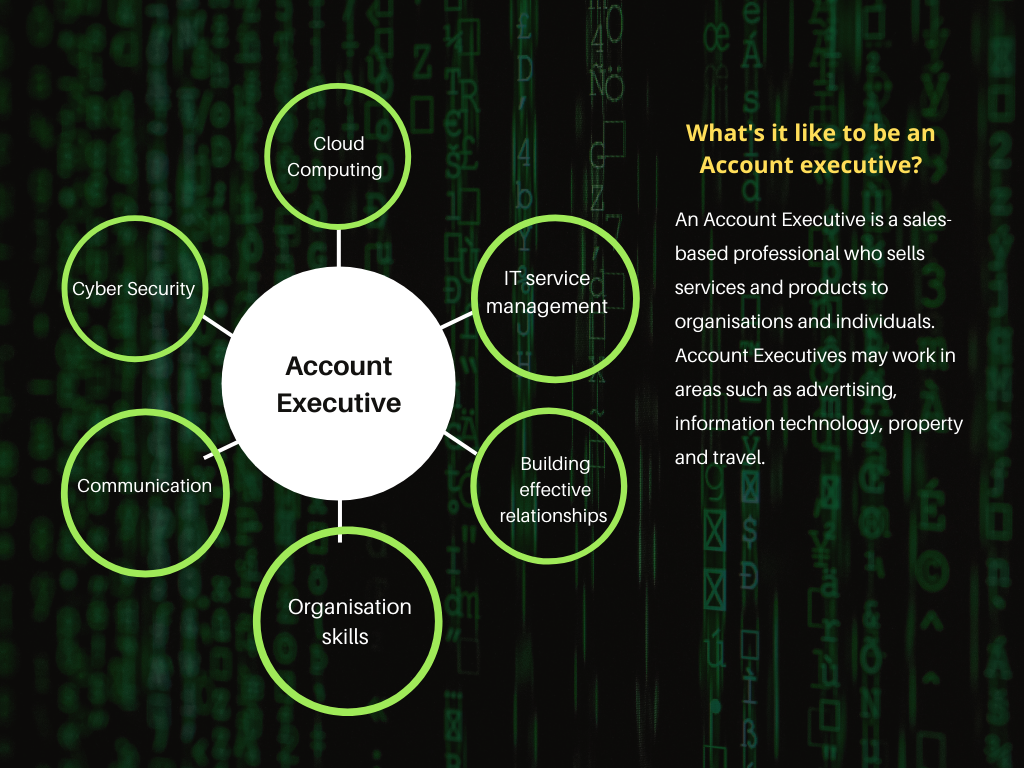 Cloud
Computing
Cyber Security
IT service
management
Account
Executive
Communication
Building
effective
relationships
Organisation
skills
What's it like to be an
Account executive?
An Account Executive is a sales-
based professional who sells
services and products to
organisations and individuals.
Account Executives may work in
areas such as advertising,
information technology, property
and travel.